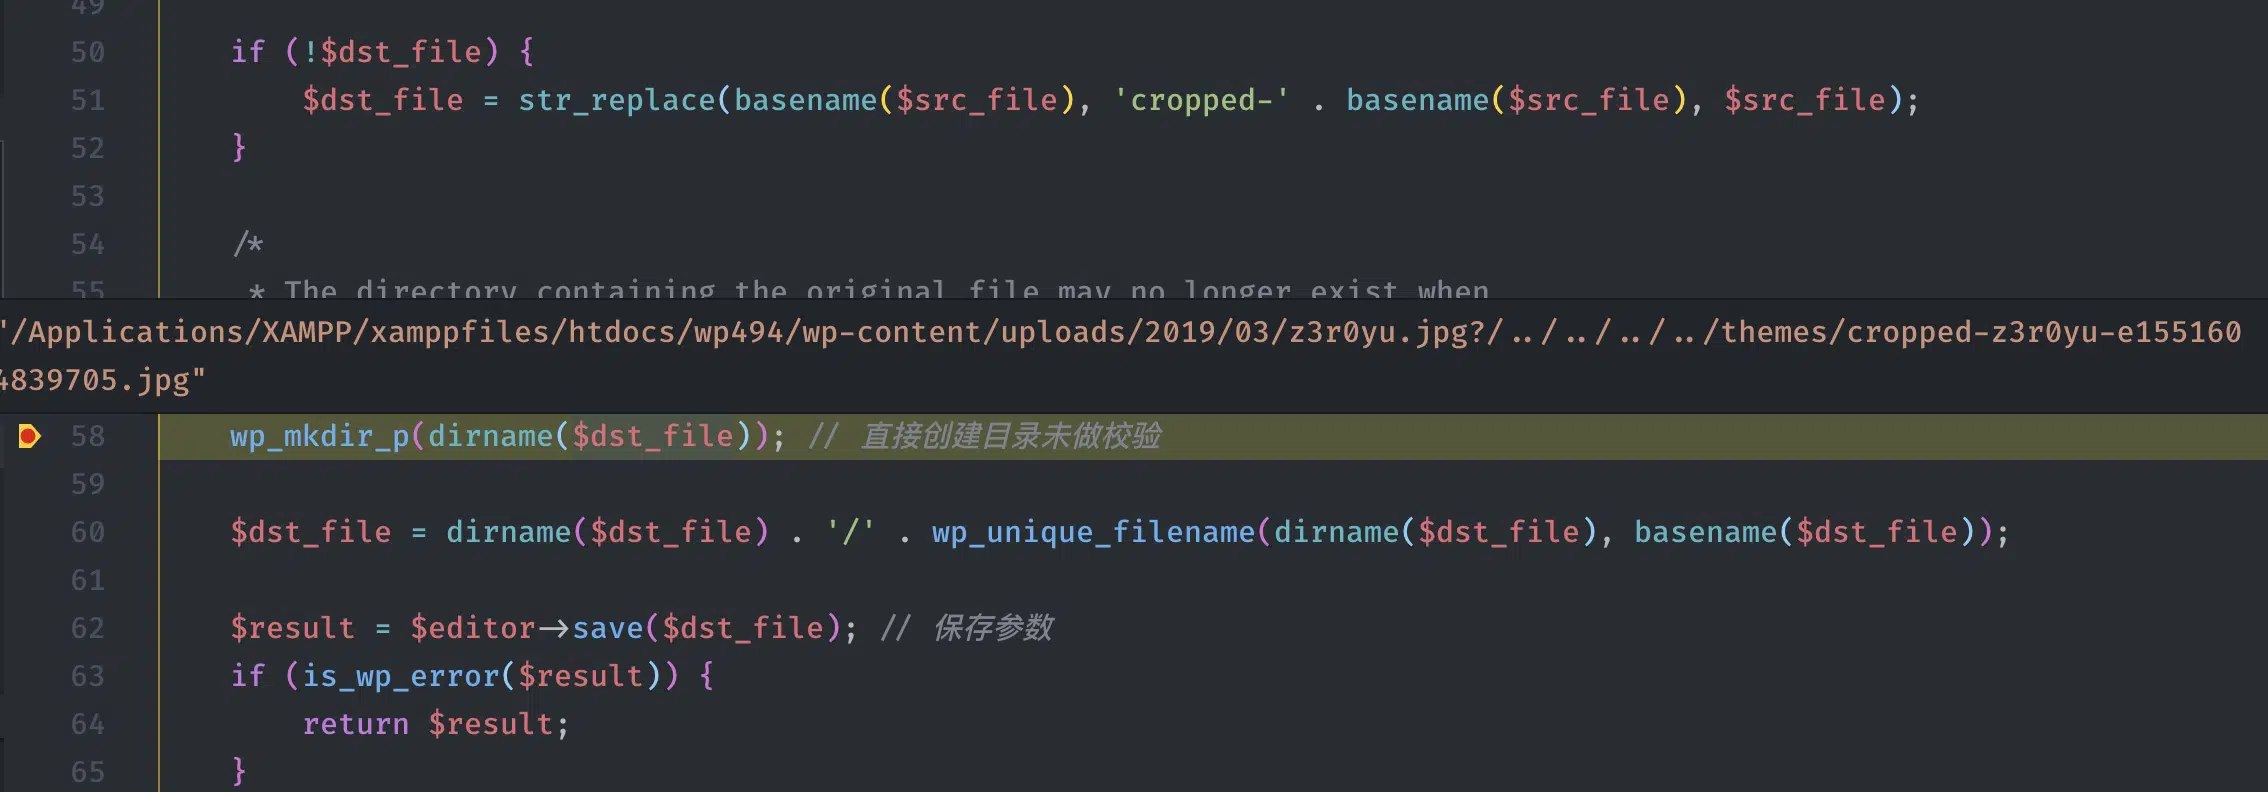 49
50 if (!$dst_file) {
51 $dst_file = str_replace(basename($src_file), 'cropped-' . basename($src_file), $src_file);
52 }
53
54 /*
55 * The directory containing the original file may no longer exist when
'/Applications/XAMPP/xamppfiles/htdocs/wp494/wp-content/uploads/2019/03/z3r0yu.jpg?/../../../../themes/cropped-z3r0yu-e155160
4839705.jpg"
58 wp_mkdir_p(dirname($dst_file)); // 直接创建目录未做校验
59
60 $dst_file = dirname($dst_file) . '/' . wp_unique_filename(dirname($dst_file), basename($dst_file));
61
62 $result = $editor->save($dst_file); // 保存参数
63 if (is_wp_error($result)) {
64 return $result;
65 }